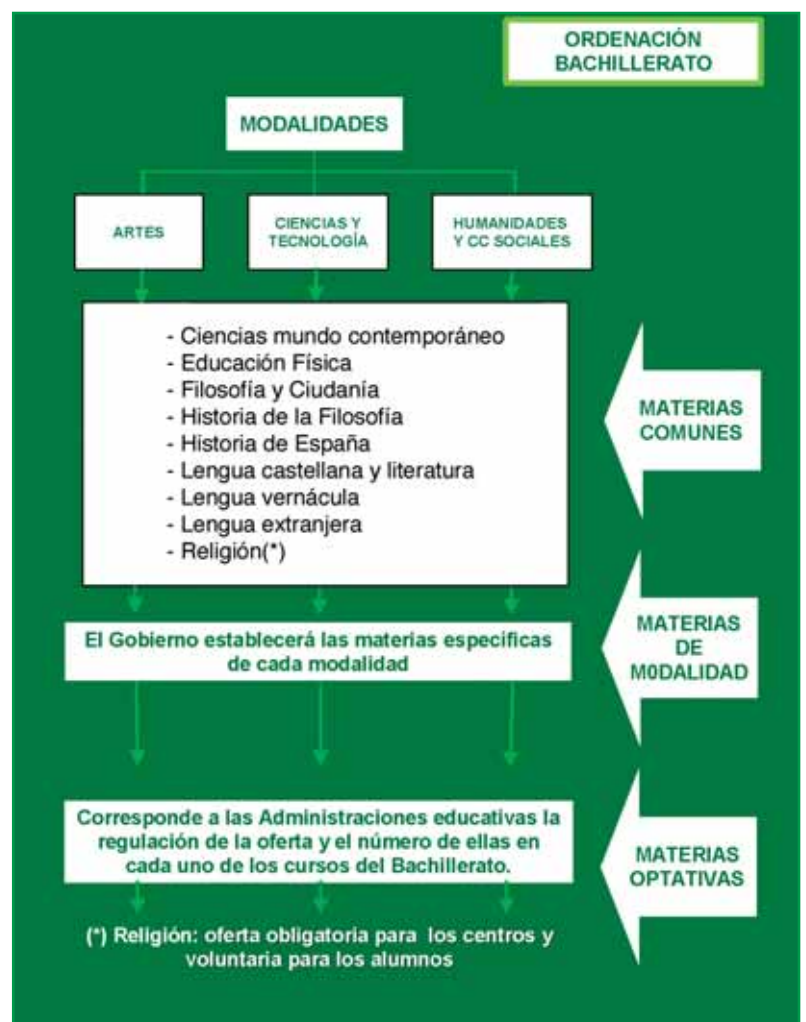 ORDENACIÓN
BACHILLERATO
MODALIDADES
ARTES
CIENCIAS Y
TECNOLOGÍA
HUMANIDADES
Y CC SOCIALES
- Ciencias mundo contemporáneo
- Educación Física
- Filosofía y Ciudanía
- Historia de la Filosofía
- Historia de España
- Lengua castellana y literatura
- Lengua vernácula
- Lengua extranjera
- Religión(*)
MATERIAS
COMUNES
El Gobierno establecerá las materias específicas
de cada modalidad
MATERIAS
DE
M0DALIDAD
Corresponde a las Administraciones educativas la
regulación de la oferta y el número de ellas en
cada uno de los cursos del Bachillerato.
MATERIAS
OPTATIVAS
(*) Religión: oferta obligatoria para los centros y
voluntaria para los alumnos